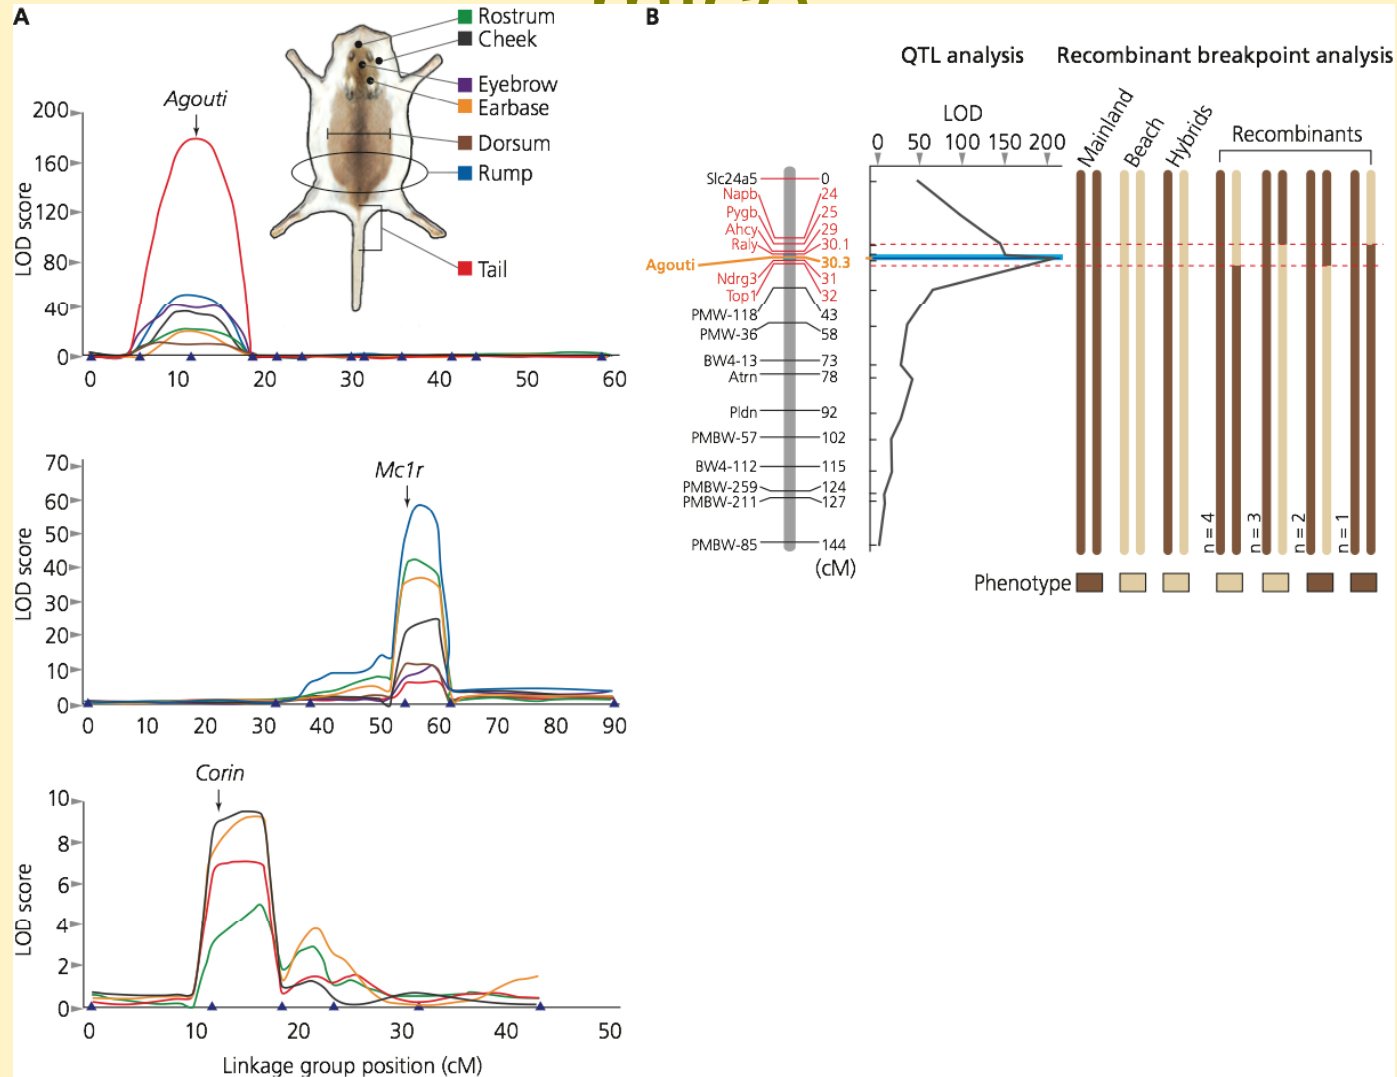 A
Rostrum
Cheek
Eyebrow
Earbase
Dorsum
Rump
Tail
Agouti
LOD score
200
160
120
80
40
0
0 10 20 30 40 50 60
Mc1r
LOD score
70
60
50
40
30
20
10
0
0 10 20 30 40 50 60 70 80 90
Corin
LOD score
10
8
6
4
2
0
0 10 20 30 40 50
Linkage group position (cM)
B
QTL analysis Recombinant breakpoint analysis
LOD
0 50 100 150 200
Mainland
Beach
Hybrids
Recombinants
Slc24a5 0
Napb 24
Pygb 25
Ahcy 29
Raly 30.1
Agouti 30.3
Ndrg3 31
Top1 32
PMW-118 43
PMW-36 58
BW4-13 73
Atrn 78
Pldn 92
PMBW-57 102
BW4-112 115
PMBW-259 124
PMBW-211 127
PMBW-85 144
(cM)
n = 4
n = 3
n = 2
n = 1
Phenotype